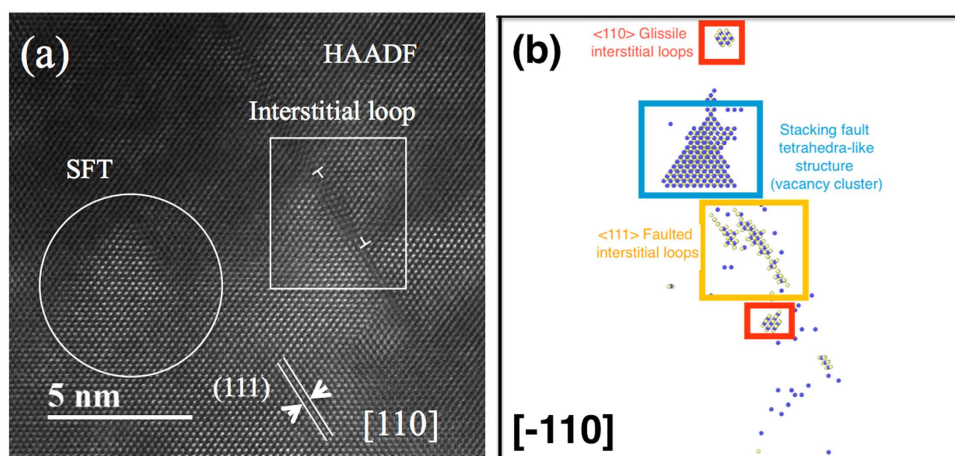 (a)
HAADF
Interstitial loop
SFT
5 nm
(111)
[110]
(b)
<110> Glissile
interstitial loops
Stacking fault
tetrahedra-like
structure
(vacancy cluster)
<111> Faulted
interstitial loops
[-110]